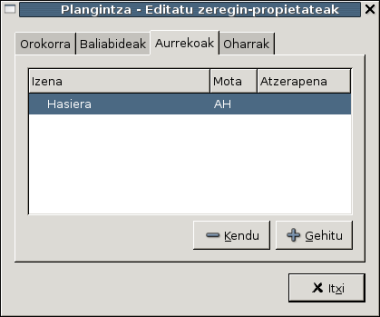 Plangintza - Editatu zeregin-propietateak
Orokorra Baliabideak Aurrekoak Oharrak
Izena Mota Atzerapena
Hasiera AH
Kendu Gehitu
Itxi